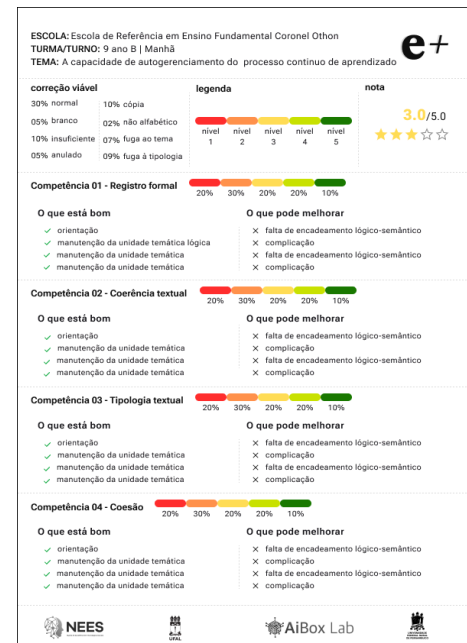 ESCOLA: Escola de Referência em Ensino Fundamental Coronel Othon
TURMA/TURNO: 9 ano B | Manhã
TEMA: A capacidade de autogerenciamento do processo contínuo de aprendizado
e+
correção viável
30% normal
10% cópia
05% branco
02% não alfabético
10% insuficiente
07% fuga ao tema
05% anulado
09% fuga à tipologia
legenda
nível 1
nível 2
nível 3
nível 4
nível 5
nota
3.0/5.0
Competência 01 - Registro formal
20% 30% 20% 20% 10%
O que está bom
orientação
manutenção da unidade temática lógica
manutenção da unidade temática
manutenção da unidade temática
O que pode melhorar
falta de encadeamento lógico-semântico
complicação
falta de encadeamento lógico-semântico
complicação
Competência 02 - Coerência textual
20% 30% 20% 20% 10%
O que está bom
orientação
manutenção da unidade temática
manutenção da unidade temática
manutenção da unidade temática
O que pode melhorar
falta de encadeamento lógico-semântico
complicação
falta de encadeamento lógico-semântico
complicação
Competência 03 - Tipologia textual
20% 30% 20% 20% 10%
O que está bom
orientação
manutenção da unidade temática
manutenção da unidade temática
manutenção da unidade temática
O que pode melhorar
falta de encadeamento lógico-semântico
complicação
falta de encadeamento lógico-semântico
complicação
Competência 04 - Coesão
20% 30% 20% 20% 10%
O que está bom
orientação
manutenção da unidade temática
manutenção da unidade temática
manutenção da unidade temática
O que pode melhorar
falta de encadeamento lógico-semântico
complicação
falta de encadeamento lógico-semântico
complicação
NEES
UFAL
AiBox Lab